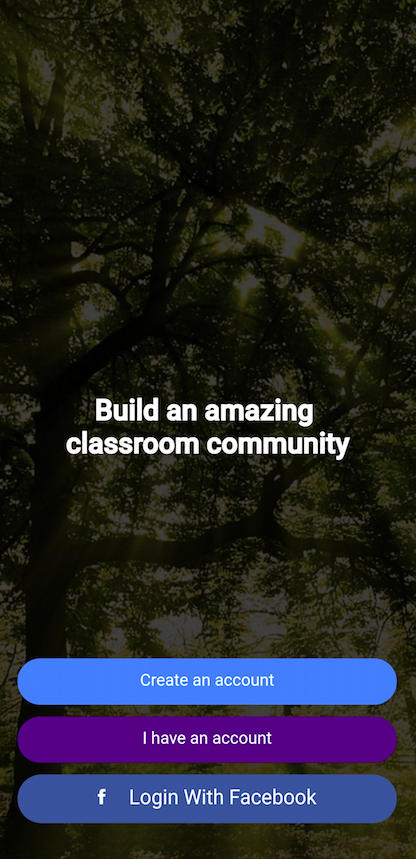 Build an amazing
classroom community
Create an account
I have an account
Login With Facebook